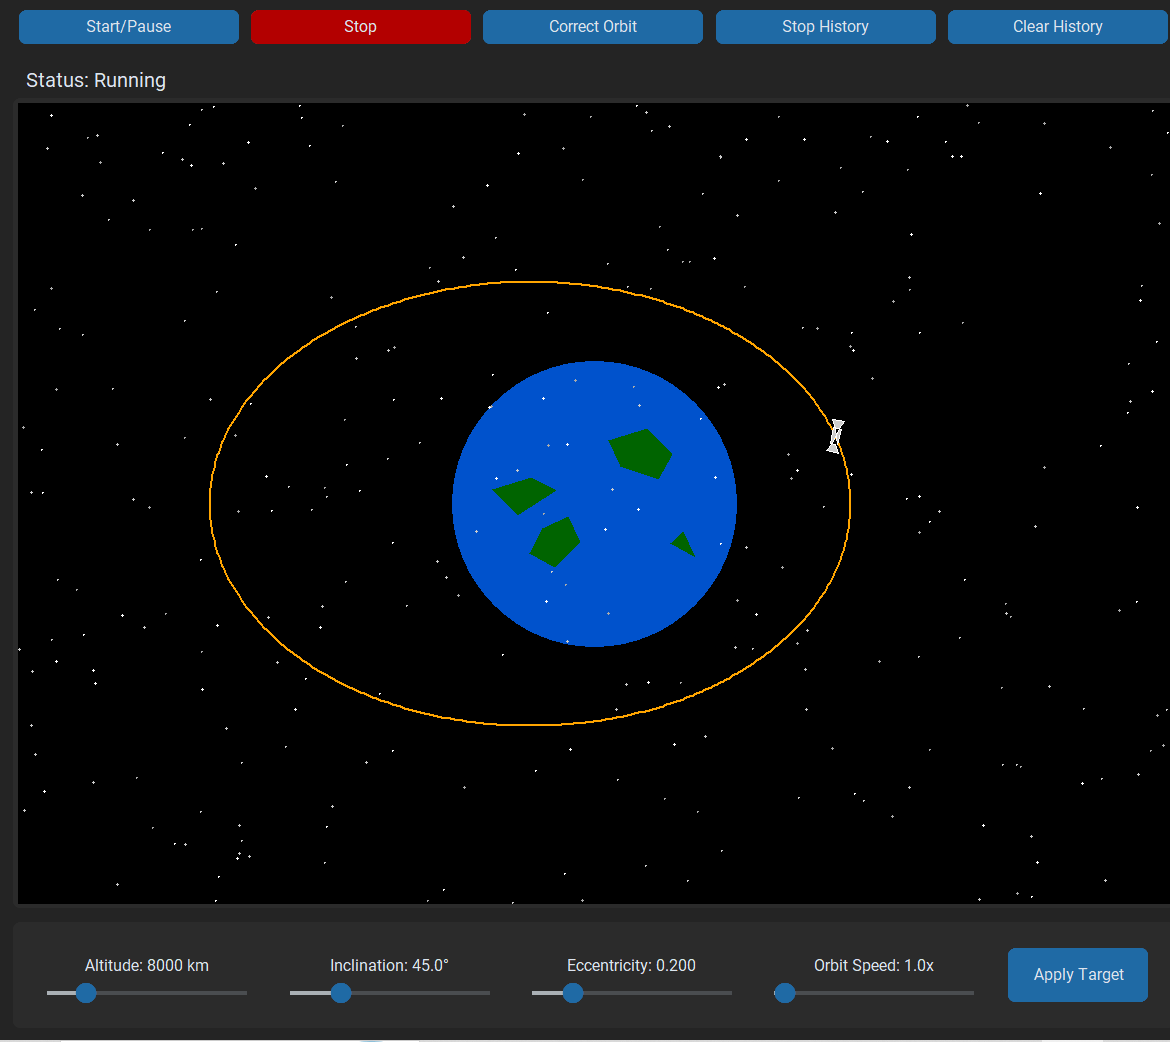 Start/Pause
Stop
Correct Orbit
Stop History
Clear History
Status: Running
Altitude: 8000 km
Inclination: 45.0°
Eccentricity: 0.200
Orbit Speed: 1.0x
Apply Target